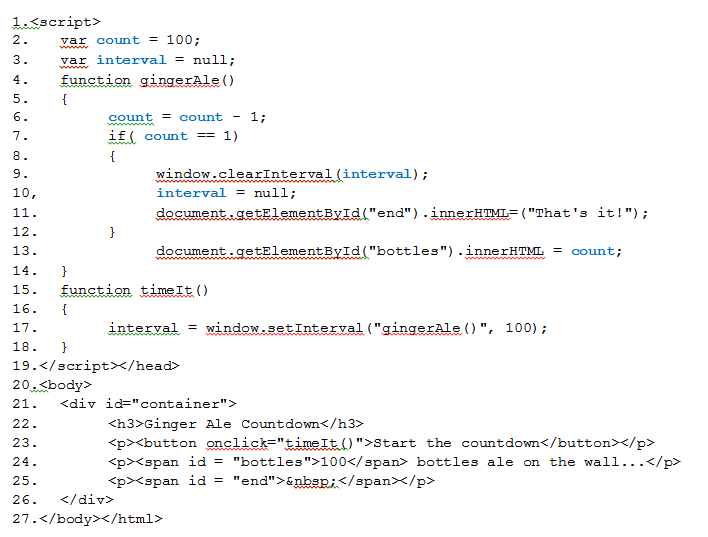 1.<script>
2. var count = 100;
3. var interval = null;
4. function gingerAle()
5. {
6. count = count - 1;
7. if( count == 1)
8. {
9. window.clearInterval(interval);
10, interval = null;
11. document.getElementById("end").innerHTML=("That's it!");
12. }
13. document.getElementById("bottles").innerHTML = count;
14. }
15. function timeIt()
16. {
17. interval = window.setInterval("gingerAle()", 100);
18. }
19.</script></head>
20.<body>
21. <div id="container">
22. <h3>Ginger Ale Countdown</h3>
23. <p><button onclick="timeIt()">Start the countdown</button></p>
24. <p><span id = "bottles">100</span> bottles ale on the wall...</p>
25. <p><span id = "end">&nbsp;</span></p>
26. </div>
27.</body></html>